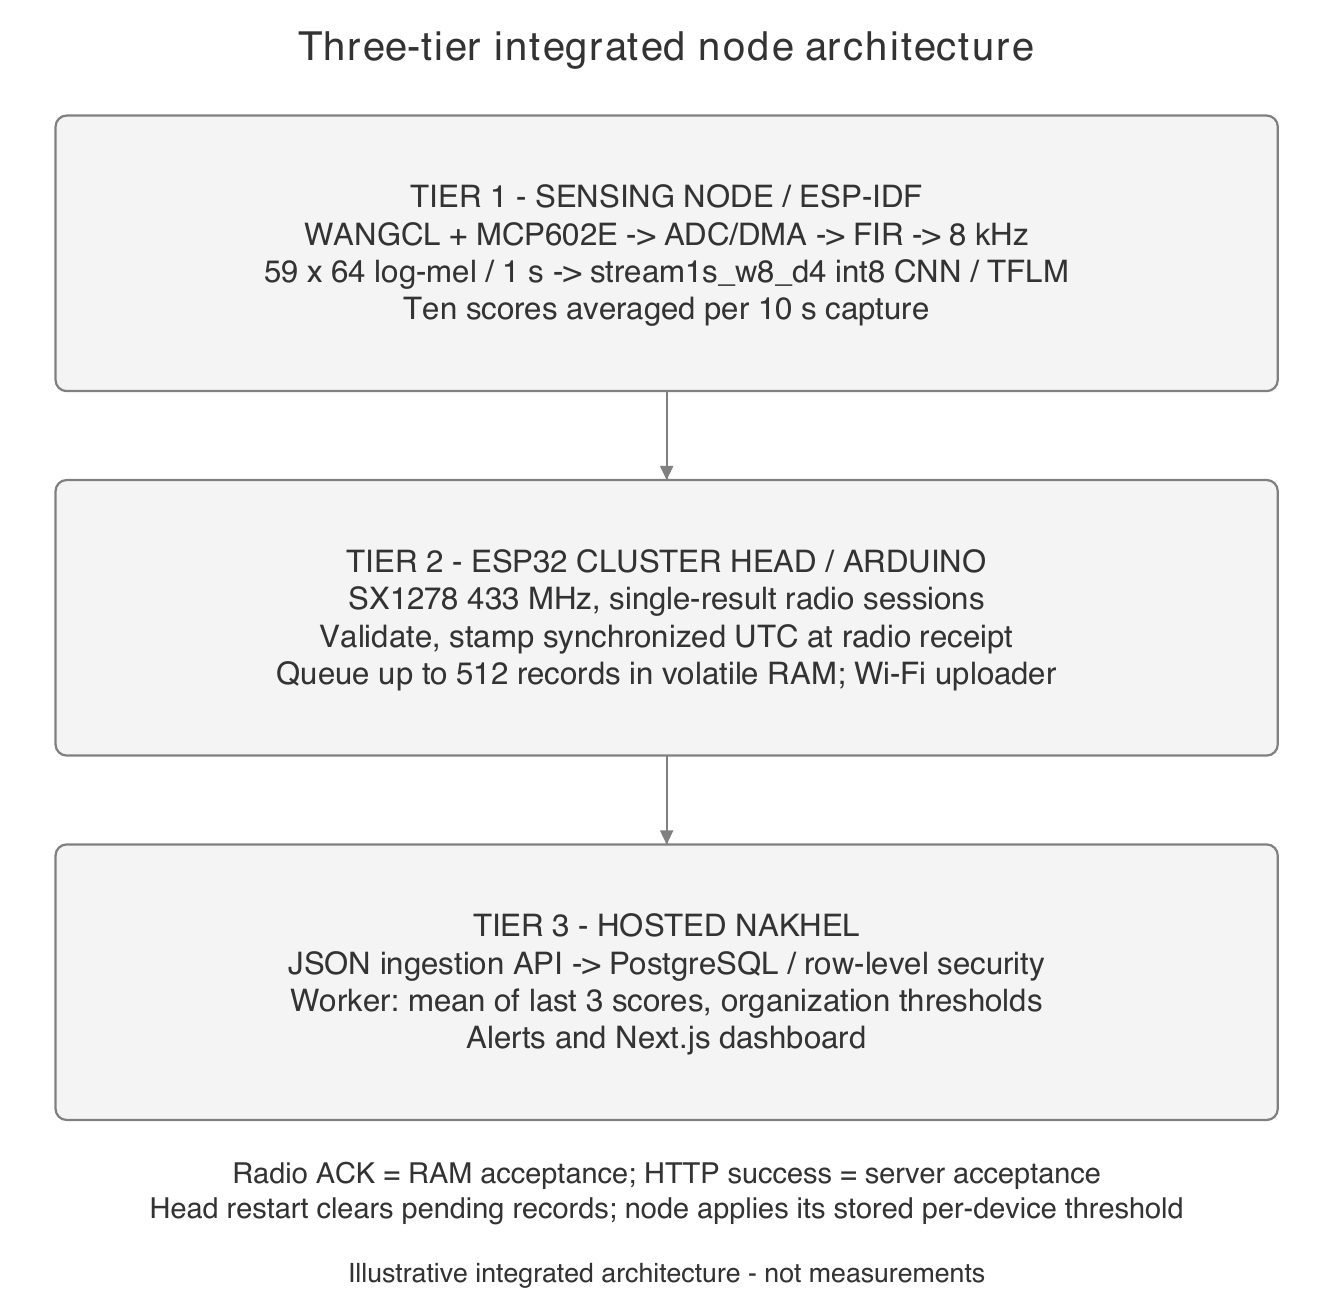 Three-tier integrated node architecture
TIER 1 - SENSING NODE / ESP-IDF
WANGCL + MCP602E -> ADC/DMA -> FIR -> 8 kHz
59 x 64 log-mel / 1 s -> stream1s_w8_d4 int8 CNN / TFLM
Ten scores averaged per 10 s capture
TIER 2 - ESP32 CLUSTER HEAD / ARDUINO
SX1278 433 MHz, single-result radio sessions
Validate, stamp synchronized UTC at radio receipt
Queue up to 512 records in volatile RAM; Wi-Fi uploader
TIER 3 - HOSTED NAKHEL
JSON ingestion API -> PostgreSQL / row-level security
Worker: mean of last 3 scores, organization thresholds
Alerts and Next.js dashboard
Radio ACK = RAM acceptance; HTTP success = server acceptance
Head restart clears pending records; node applies its stored per-device threshold
Illustrative integrated architecture - not measurements